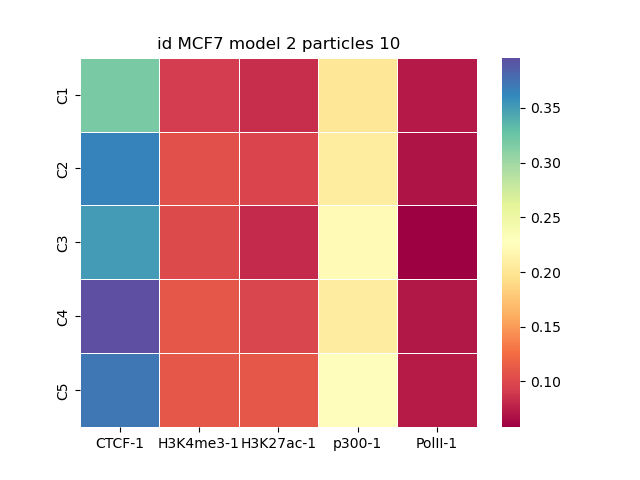 id MCF7 model 2 particles 10
C1
C2
C3
C4
C5
CTCF-1 H3K4me3-1 H3K27ac-1 p300-1 PolII-1
0.35
0.30
0.25
0.20
0.15
0.10